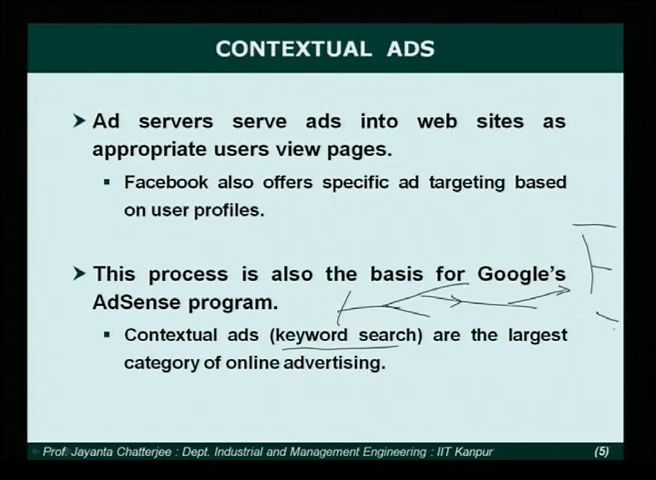 CONTEXTUAL ADS
➤ Ad servers serve ads into web sites as
appropriate users view pages.
▪ Facebook also offers specific ad targeting based
on user profiles.
➤ This process is also the basis for Google's
AdSense program.
▪ Contextual ads (keyword search) are the largest
category of online advertising.
Prof. Jayanta Chatterjee : Dept. Industrial and Management Engineering : IIT Kanpur (5)